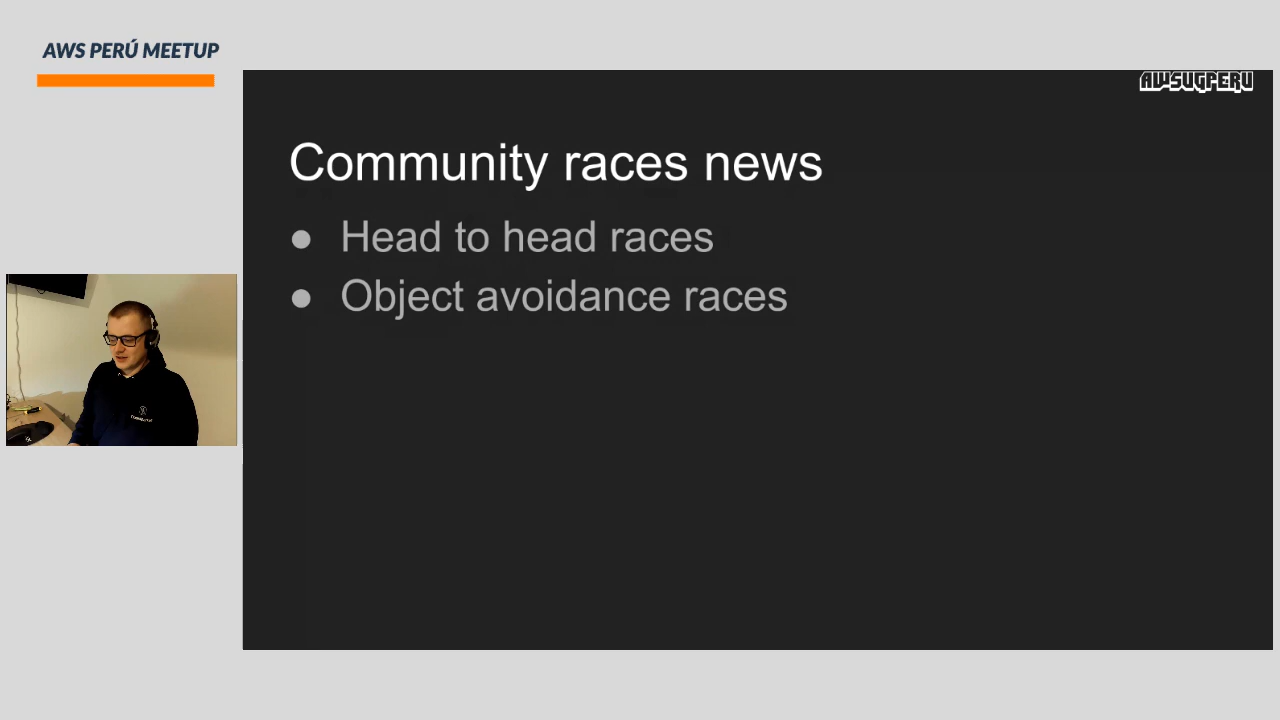 AWS PERÚ MEETUP
AWSUGPERU
Community races news
● Head to head races
● Object avoidance races